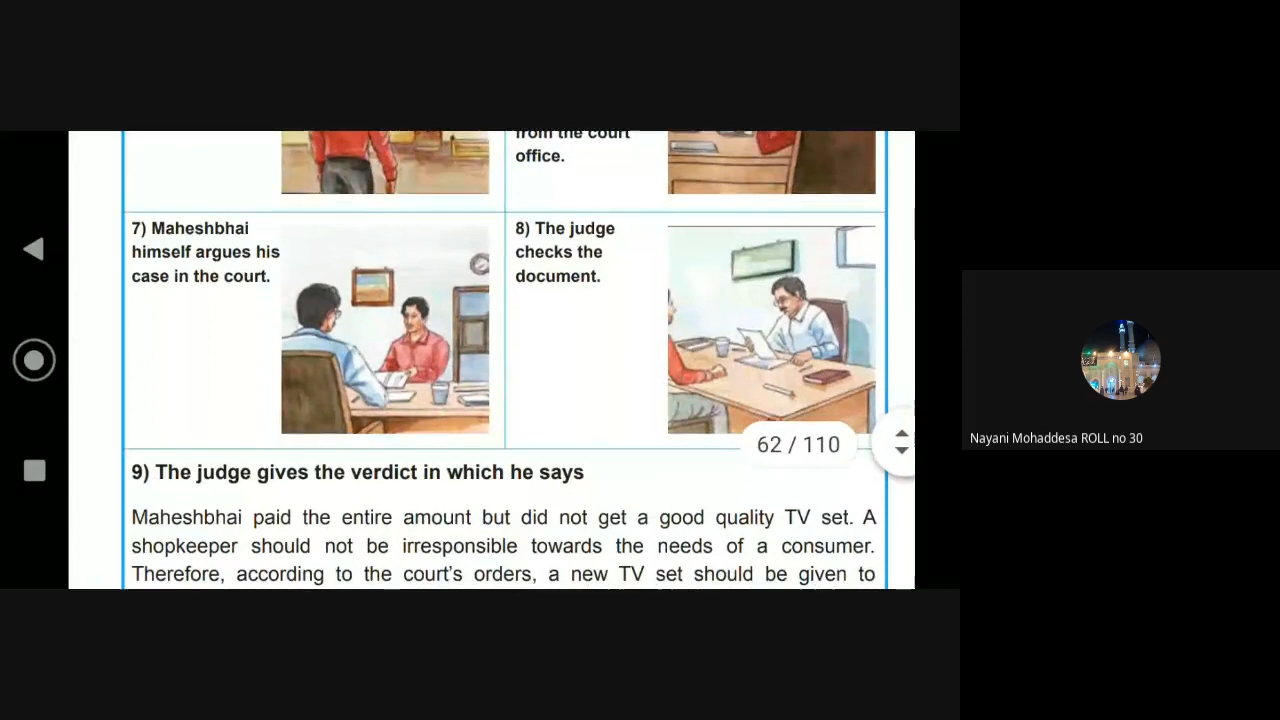 from the court
office.
7) Maheshbhai
himself argues his
case in the court.
8) The judge
checks the
document.
62 / 110
9) The judge gives the verdict in which he says
Maheshbhai paid the entire amount but did not get a good quality TV set. A
shopkeeper should not be irresponsible towards the needs of a consumer.
Therefore, according to the court's orders, a new TV set should be given to
Nayani Mohaddesa ROLL no 30